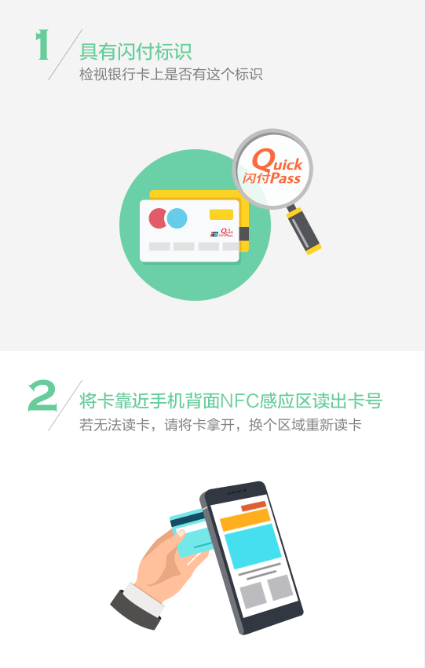 1
具有闪付标识
检视银行卡上是否有这个标识
Quick
闪付Pass
2
将卡靠近手机背面NFC感应区读出卡号
若无法读卡，请将卡拿开，换个区域重新读卡